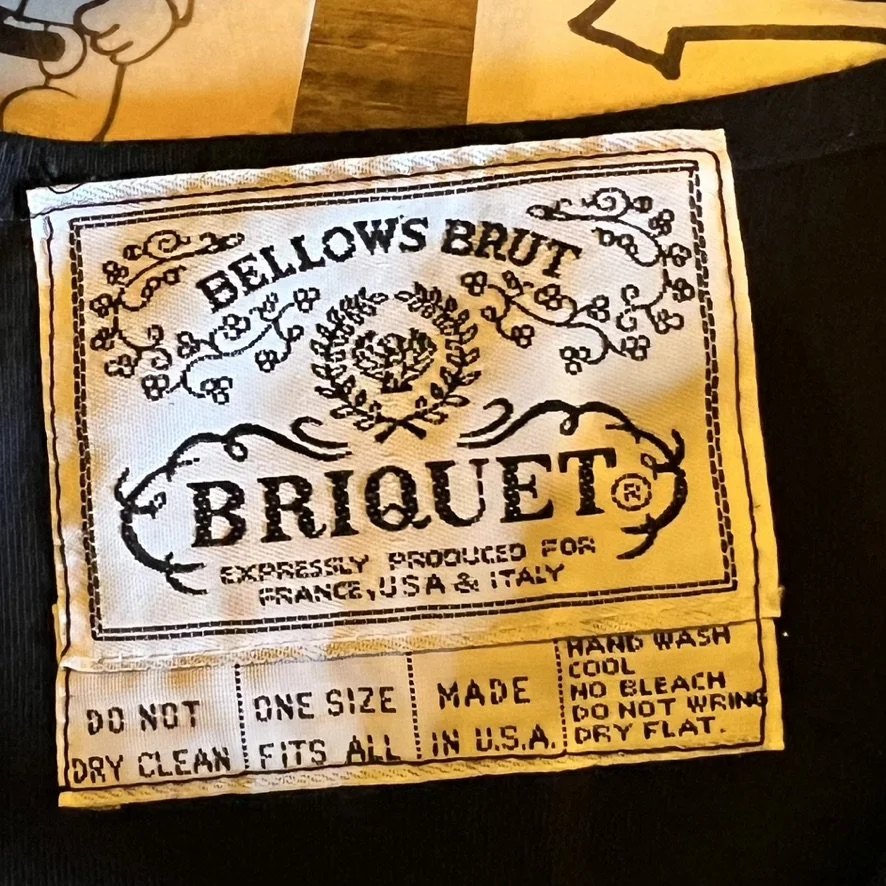 BELLOWS BRUT
BRIQUET®
EXPRESSLY PRODUCED FOR
FRANCE, USA & ITALY
DO NOT
DRY CLEAN
ONE SIZE
FITS ALL
MADE
IN U.S.A.
HAND WASH
COOL
NO BLEACH
DO NOT WRING
DRY FLAT.